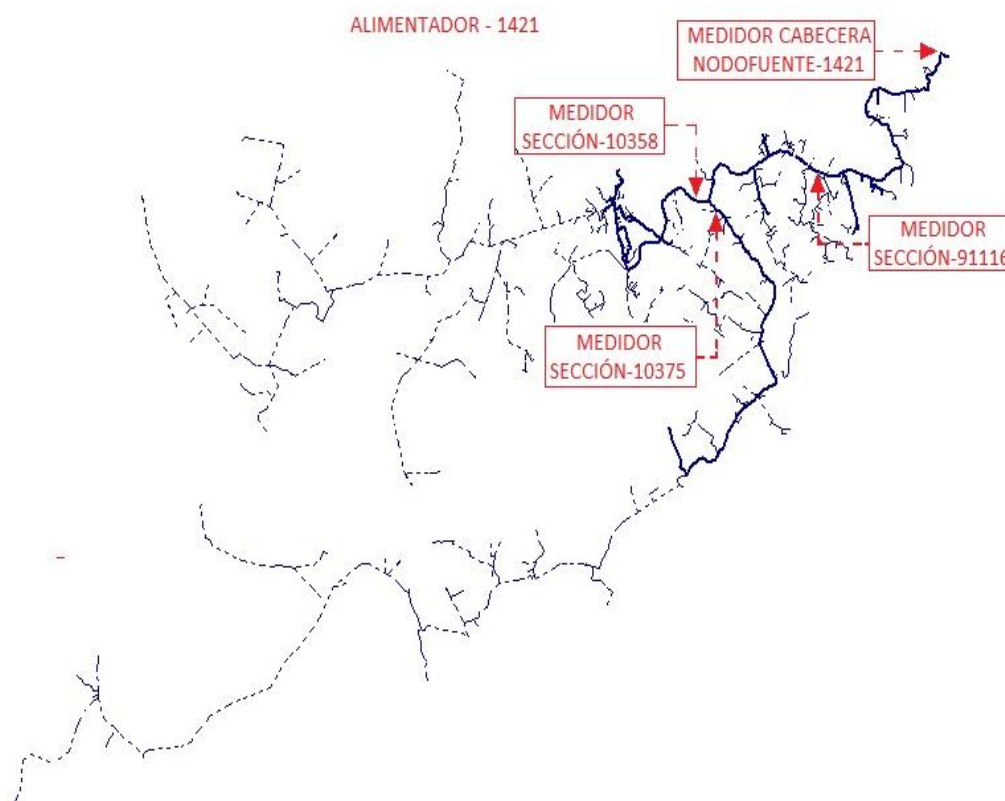 ALIMENTADOR - 1421
MEDIDOR CABECERA
NODOFUENTE-1421
MEDIDOR
SECCIÓN-10358
MEDIDOR
SECCIÓN-91116
MEDIDOR
SECCIÓN-10375